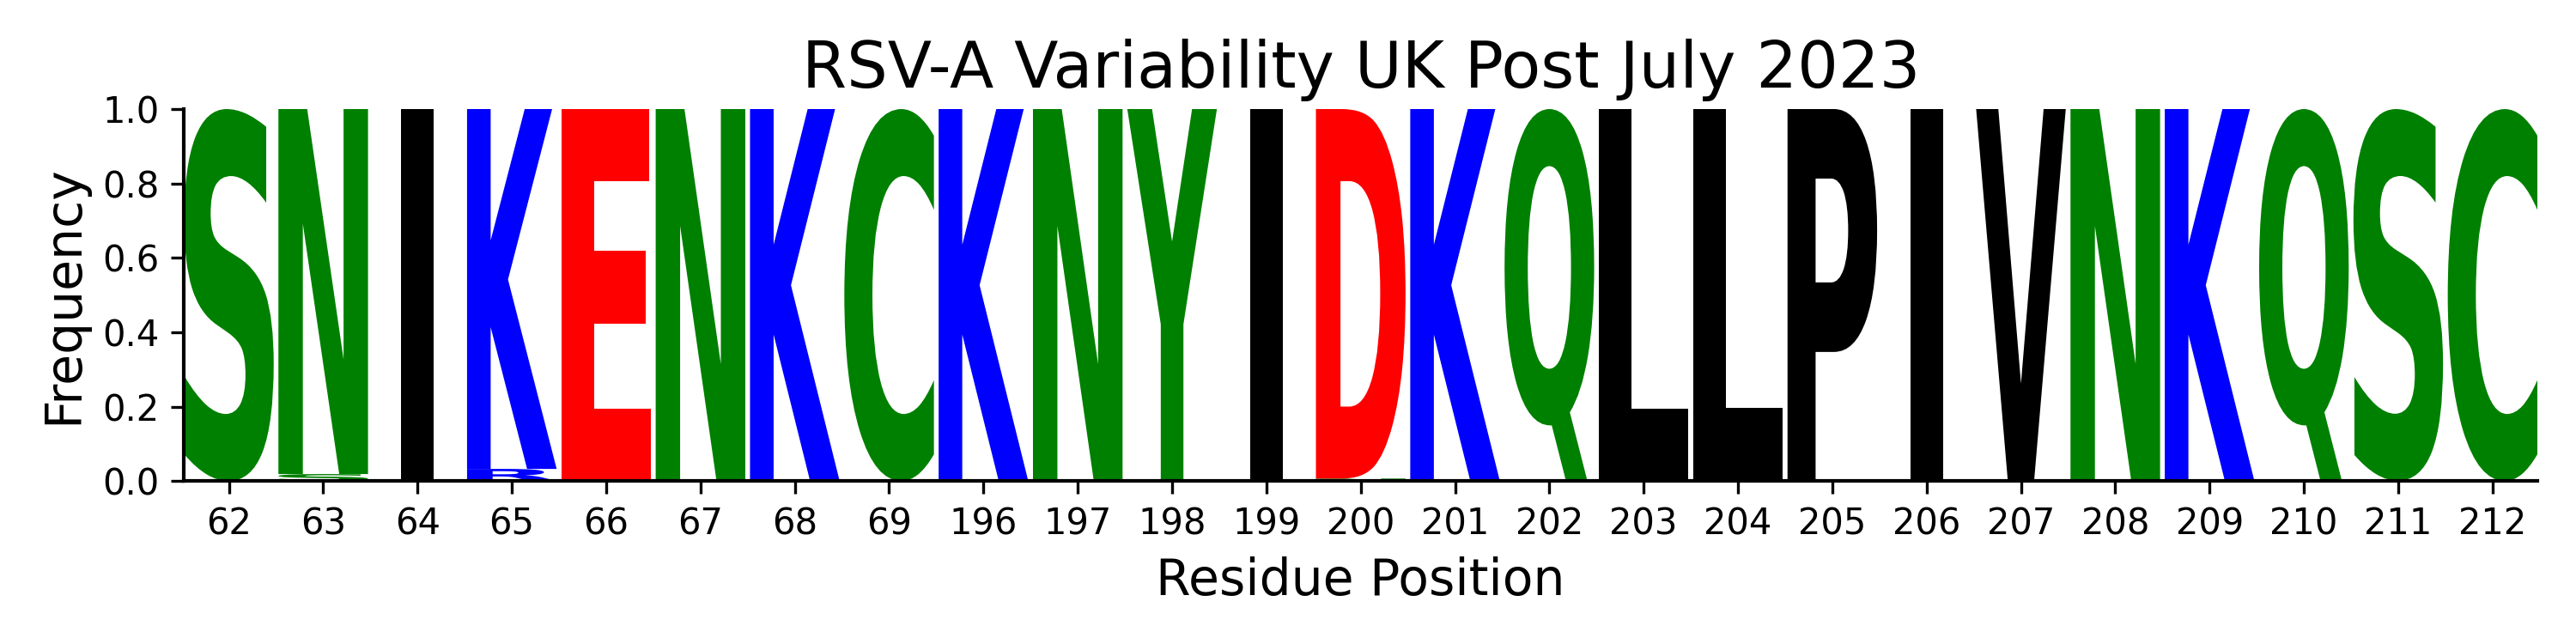 RSV-A Variability UK Post July 2023
1.0
0.8
0.6
0.4
0.2
0.0
Frequency
S N I K E N K C K N Y I D K Q L L P I V N K Q S C
R
62 63 64 65 66 67 68 69 196 197 198 199 200 201 202 203 204 205 206 207 208 209 210 211 212
Residue Position